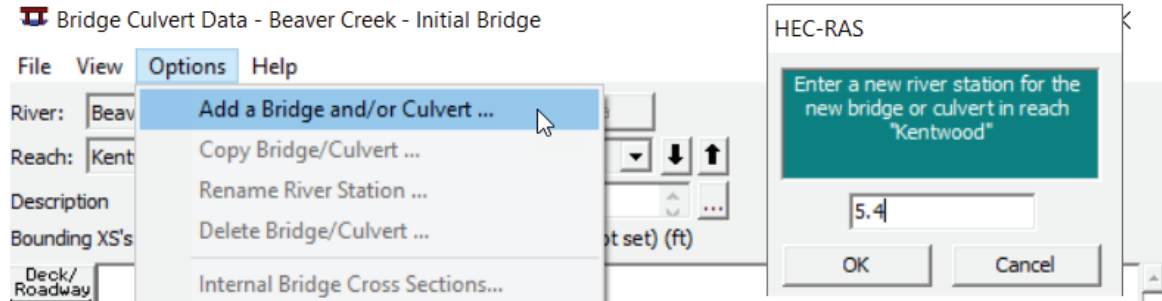 Bridge Culvert Data - Beaver Creek - Initial Bridge
File View Options Help
River: Beav
Reach: Kent
Description
Bounding XS's
Deck/
Roadway
Add a Bridge and/or Culvert ...
Copy Bridge/Culvert ...
Rename River Station ...
Delete Bridge/Culvert ...
Internal Bridge Cross Sections...
...
ot set) (ft)
HEC-RAS
Enter a new river station for the
new bridge or culvert in reach
"Kentwood"
5.4
OK Cancel